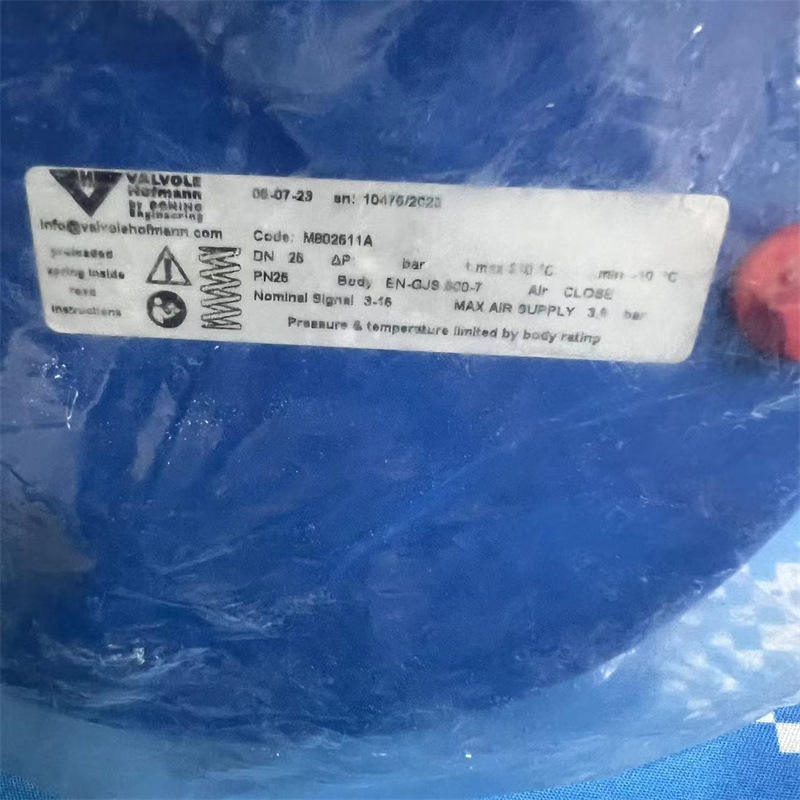 VALVOLE
Hofmann
BY BONINO
Engineering
info@valvolehofmann.com
preloaded
spring inside
read
instructions
06-07-23 sn: 10476/2023
Code: M802611A
DN 25 ΔP bar t.max °C min -10 °C
PN25 Body EN-GJS Air CLOSE
Nominal Signal 3-15 MAX AIR SUPPLY bar
Pressure & temperature limited by body rating